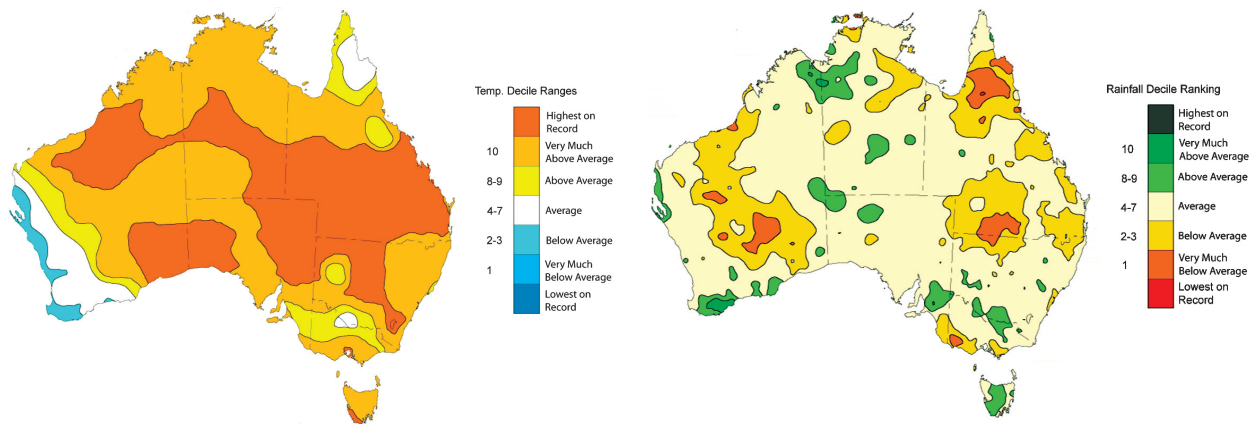 Temp. Decile Ranges
Highest on
Record
10
Very Much
Above Average
8-9
Above Average
4-7
Average
2-3
Below Average
1
Very Much
Below Average
Lowest on
Record
Rainfall Decile Ranking
Highest on
Record
10
Very Much
Above Average
8-9
Above Average
4-7
Average
2-3
Below Average
1
Very Much
Below Average
Lowest on
Record